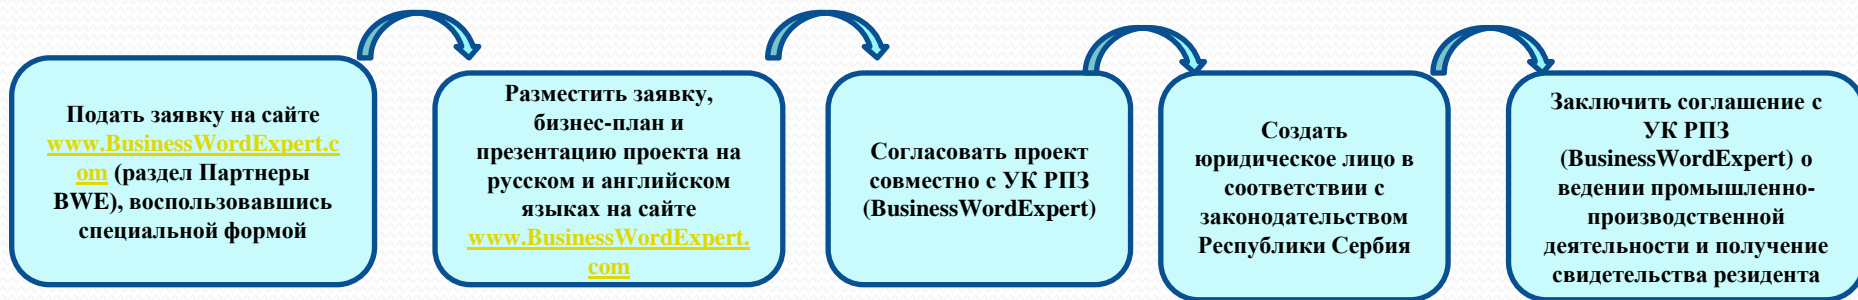 Подать заявку на сайте
www.BusinessWordExpert.c
om (раздел Партнеры
BWE), воспользовавшись
специальной формой
Разместить заявку,
бизнес-план и
презентацию проекта на
русском и английском
языках на сайте
www.BusinessWordExpert.
com
Согласовать проект
совместно с УК РПЗ
(BusinessWordExpert)
Создать
юридическое лицо в
соответствии с
законодательством
Республики Сербия
Заключить соглашение с
УК РПЗ
(BusinessWordExpert) о
ведении промышленно-
производственной
деятельности и получение
свидетельства резидента